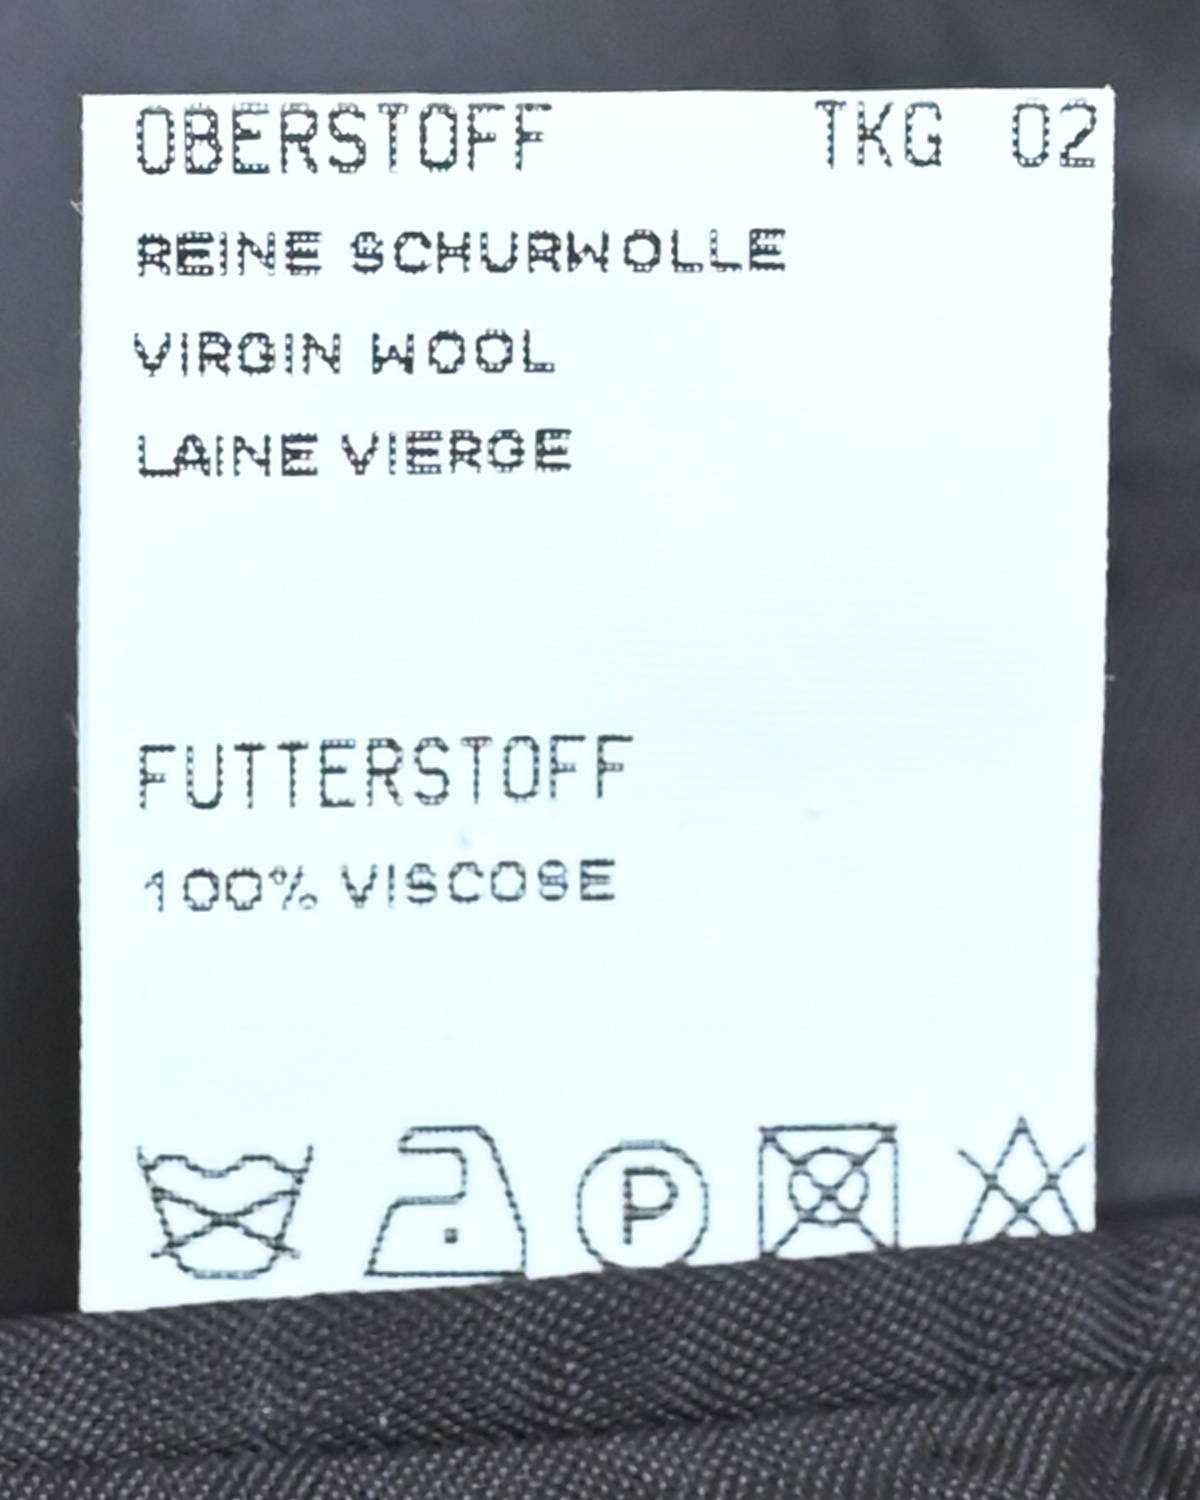 OBERSTOFF TKG 02
REINE SCHURWOLLE
VIRGIN WOOL
LAINE VIERGE
FUTTERSTOFF
100% VISCOSE
P